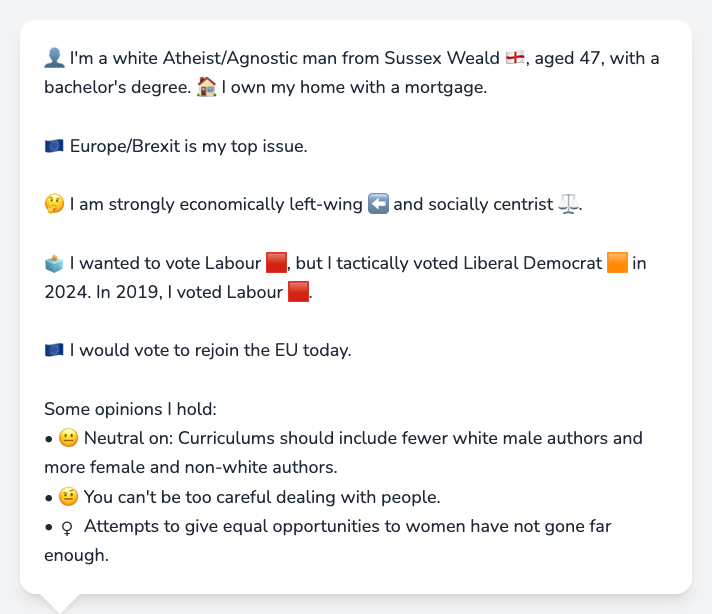 👤 I'm a white Atheist/Agnostic man from Sussex Weald 🏴󠁧󠁢󠁥󠁮󠁧󠁿, aged 47, with a
bachelor's degree. 🏠 I own my home with a mortgage.
🇪🇺 Europe/Brexit is my top issue.
🤔 I am strongly economically left-wing ⬅️ and socially centrist ⚖️.
🗳️ I wanted to vote Labour 🟥, but I tactically voted Liberal Democrat 🟧 in
2024. In 2019, I voted Labour 🟥.
🇪🇺 I would vote to rejoin the EU today.
Some opinions I hold:
• 😐 Neutral on: Curriculums should include fewer white male authors and
more female and non-white authors.
• 🤨 You can't be too careful dealing with people.
• ♀ Attempts to give equal opportunities to women have not gone far
enough.